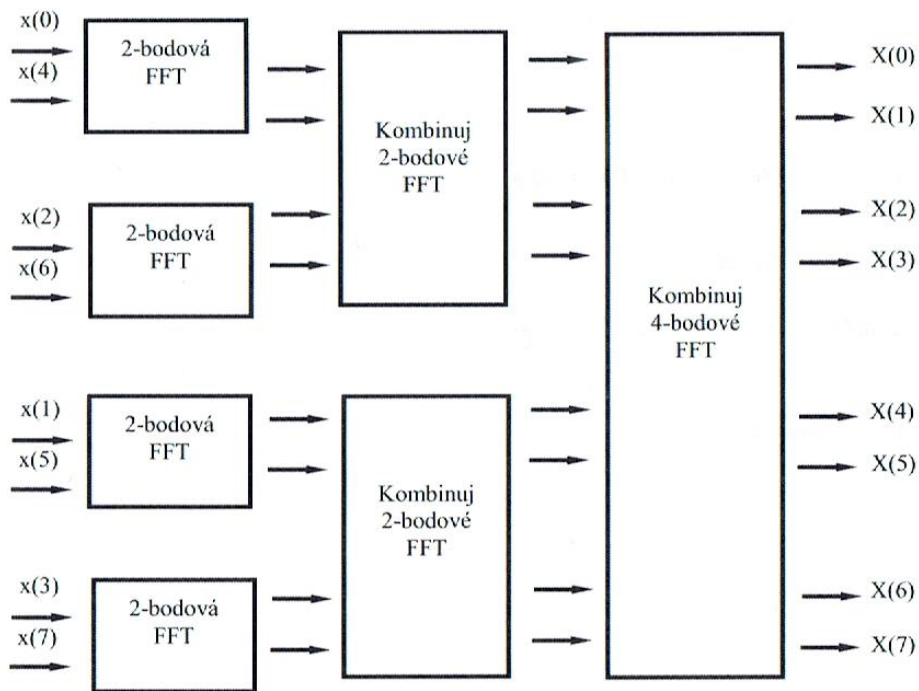 x(0)
x(4)
2-bodová
FFT
x(2)
x(6)
2-bodová
FFT
x(1)
x(5)
2-bodová
FFT
x(3)
x(7)
2-bodová
FFT
Kombinuj
2-bodové
FFT
Kombinuj
2-bodové
FFT
Kombinuj
4-bodové
FFT
X(0)
X(1)
X(2)
X(3)
X(4)
X(5)
X(6)
X(7)